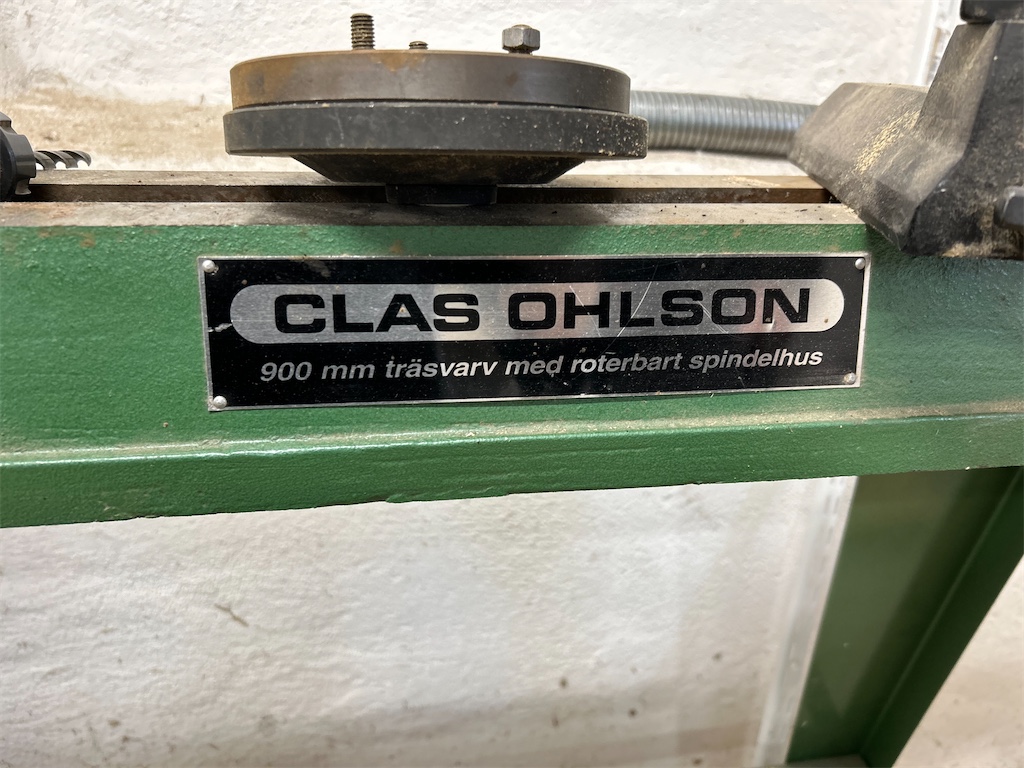 CLAS OHLSON
900 mm träsvarv med roterbart spindelhus